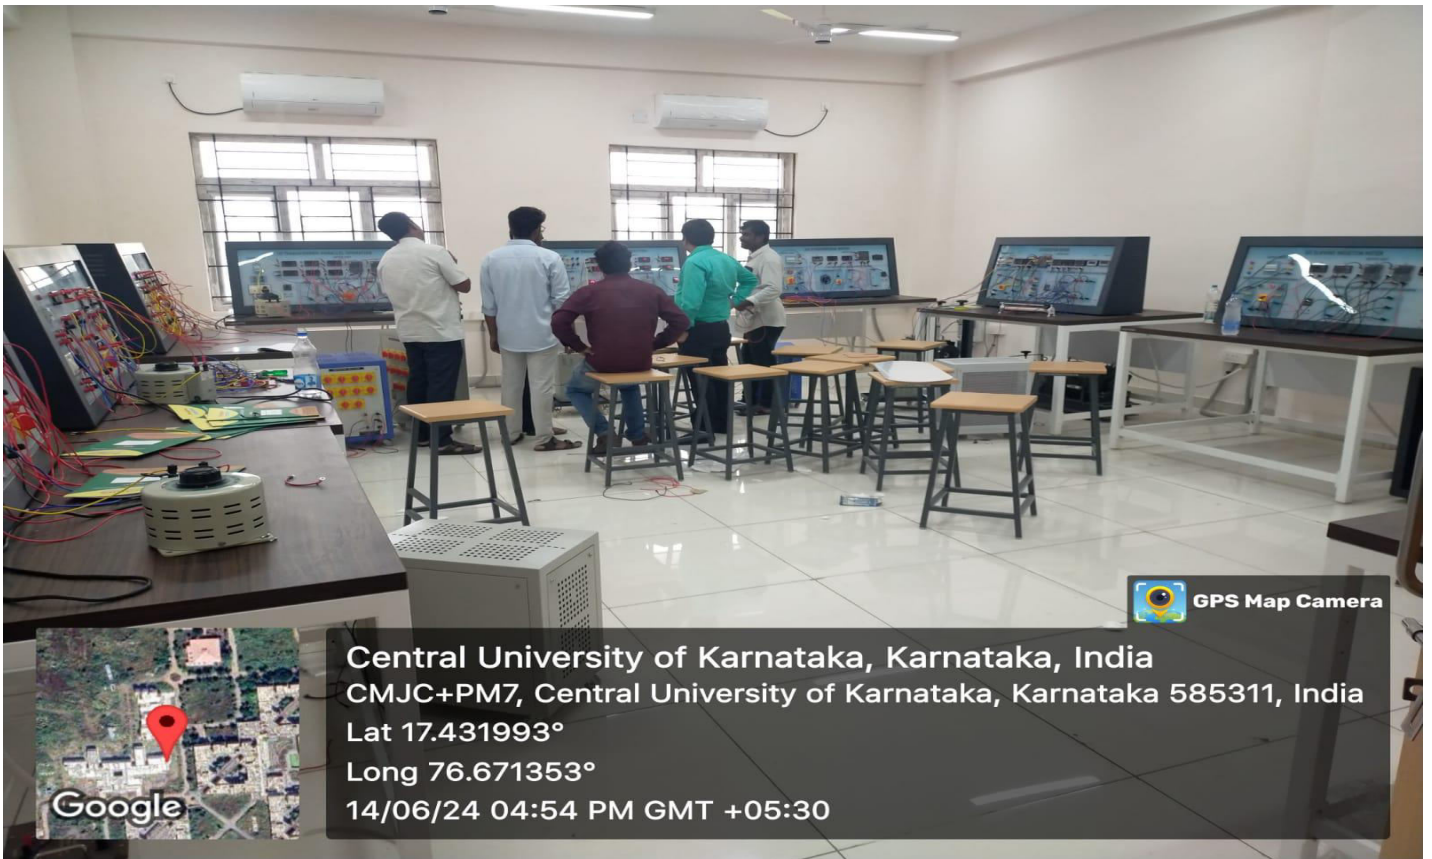 GPS Map Camera
Central University of Karnataka, Karnataka, India
CMJC+PM7, Central University of Karnataka, Karnataka 585311, India
Lat 17.431993°
Long 76.671353°
14/06/24 04:54 PM GMT +05:30
Google